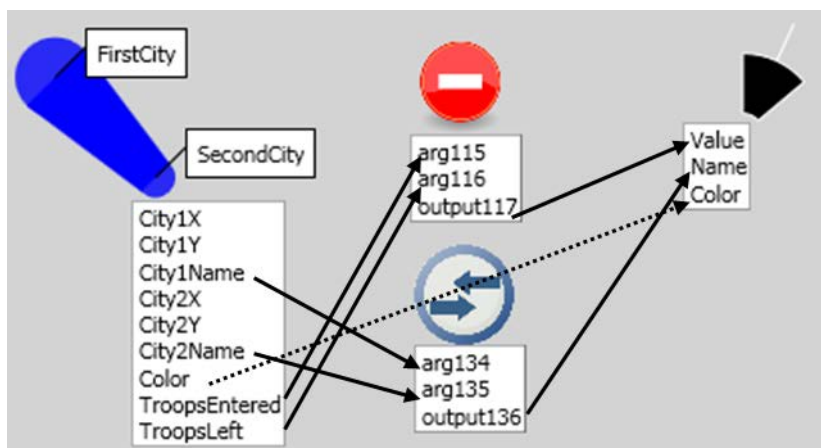 FirstCity
SecondCity
City1X
City1Y
City1Name
City2X
City2Y
City2Name
Color
TroopsEntered
TroopsLeft
arg115
arg116
output117
arg134
arg135
output136
Value
Name
Color